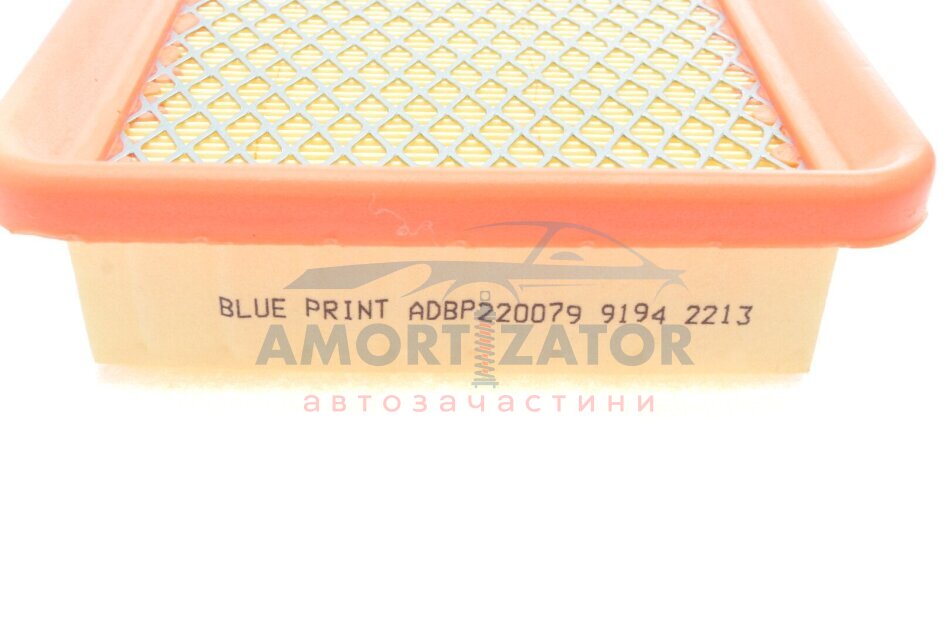 BLUE PRINT ADBP220079 9194 2213
AMORTIZATOR
автозачастини